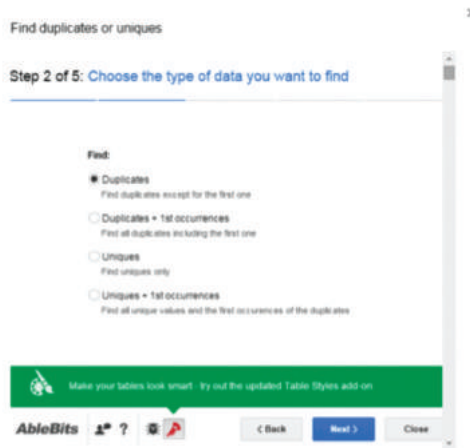 Find duplicates or uniques
Step 2 of 5: Choose the type of data you want to find
Find:
Duplicates
Find duplicates except for the first one
Duplicates + 1st occurrences
Find all duplicates including the first one
Uniques
Find uniques only
Uniques + 1st occurrences
Find all unique values and the first occurences of the duplicates
Make your tables look smart - try out the updated Table Styles add-on
AbleBits ? < Back Next > Close